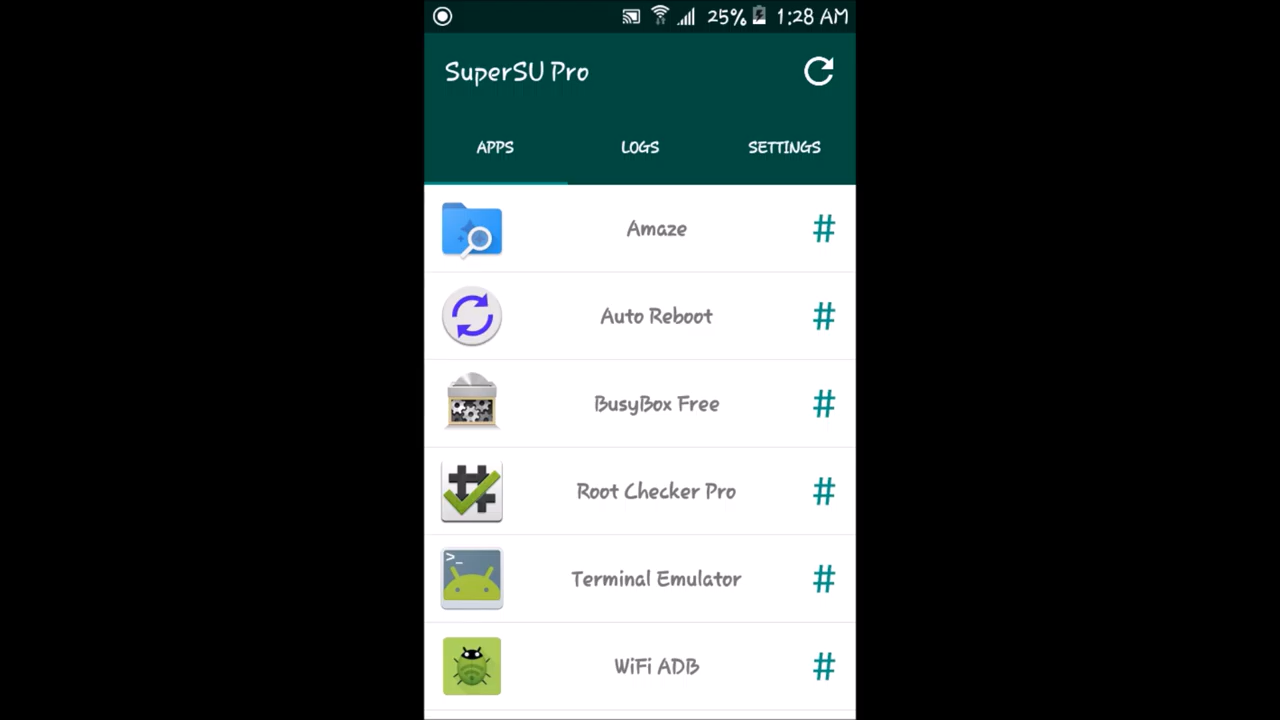 25% 1:28 AM
SuperSU Pro
APPS LOGS SETTINGS
Amaze #
Auto Reboot #
BusyBox Free #
Root Checker Pro #
>_
Terminal Emulator #
WiFi ADB #